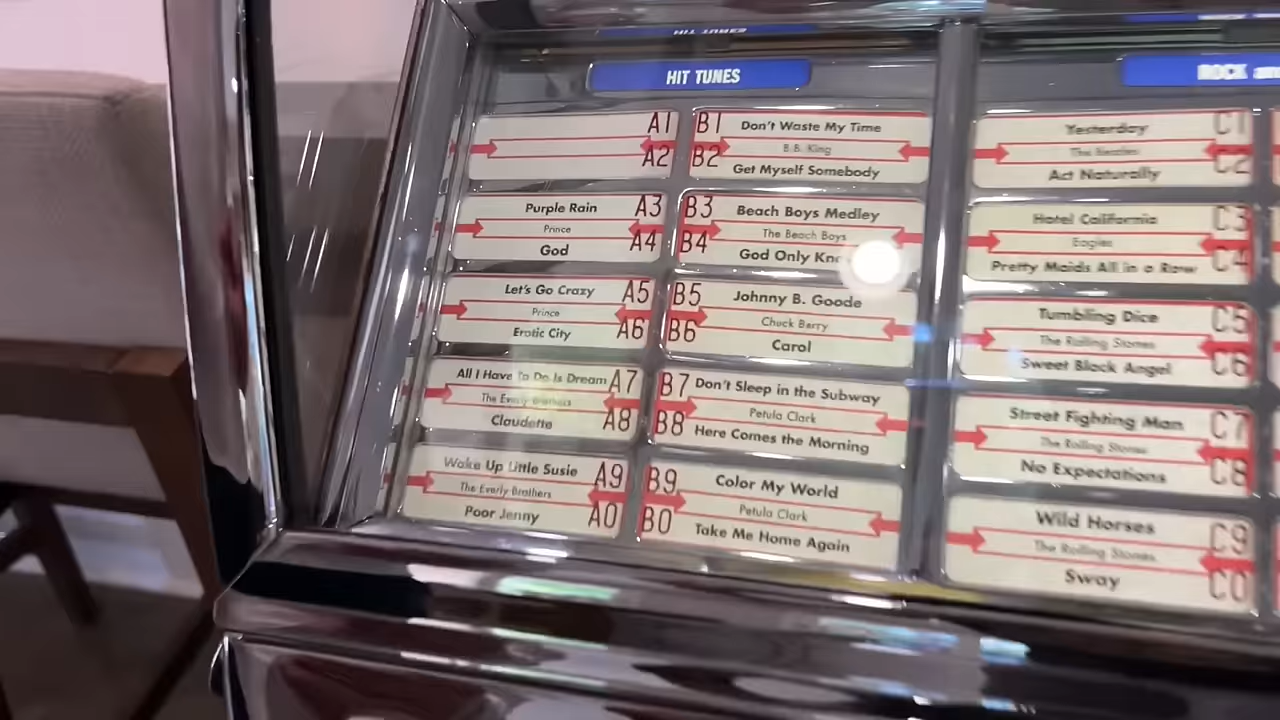 HIT TUNES
A1
A2
Purple Rain A3
Prince
God A4
Let's Go Crazy A5
Prince
Erotic City A6
All I Have To Do Is Dream A7
The Everly Brothers
Claudette A8
Wake Up Little Susie A9
The Everly Brothers
Poor Jenny A0
B1 Don't Waste My Time
B.B. King
B2 Get Myself Somebody
B3 Beach Boys Medley
The Beach Boys
B4 God Only
B5 Johnny B. Goode
Chuck Berry
B6 Carol
B7 Don't Sleep in the Subway
Petula Clark
B8 Here Comes the Morning
B9 Color My World
Petula Clark
B0 Take Me Home Again
ROCK
Yesterday C1
The Beatles
Act Naturally C2
Hotel California C3
Eagles
Pretty Maids All in a Row C4
Tumbling Dice C5
The Rolling Stones
Sweet Black Angel C6
Street Fighting Man C7
The Rolling Stones
No Expectations C8
Wild Horses C9
The Rolling Stones
Sway C0